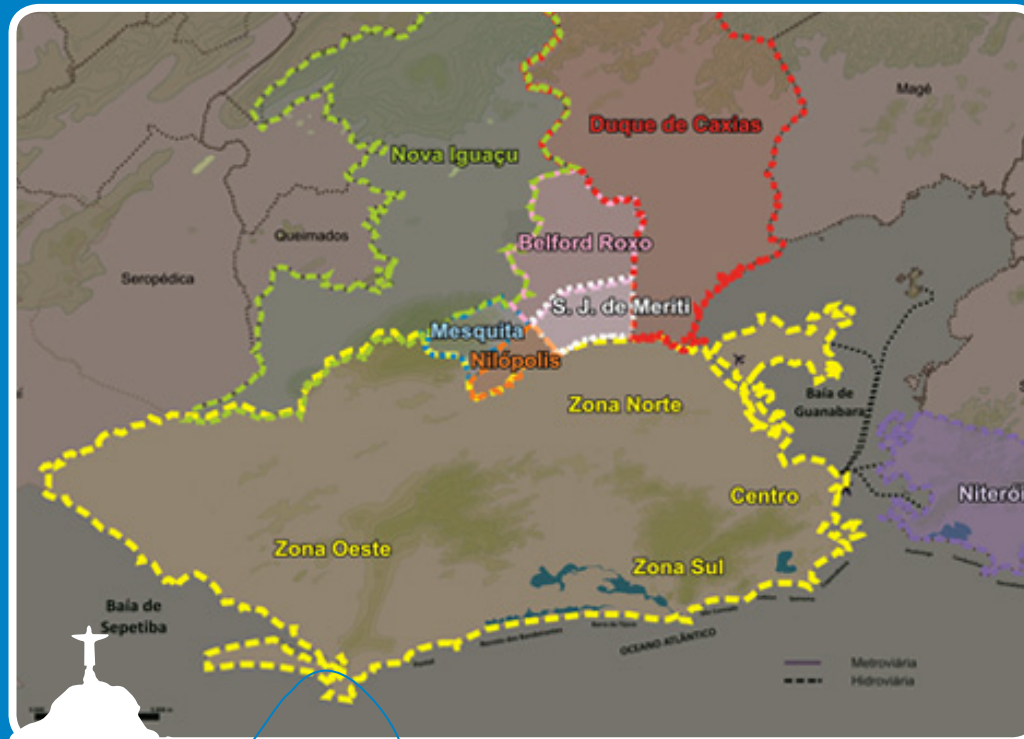 Magé
Duque de Caxias
Nova Iguaçu
Queimados
Belford Roxo
Seropédica
S. J. de Meriti
Mesquita
Nilópolis
Zona Norte
Baía de
Guanabara
Centro
Niterói
Zona Oeste
Zona Sul
Baía de
Sepetiba
OCEANO ATLÂNTICO
Metroviária
Hidroviária